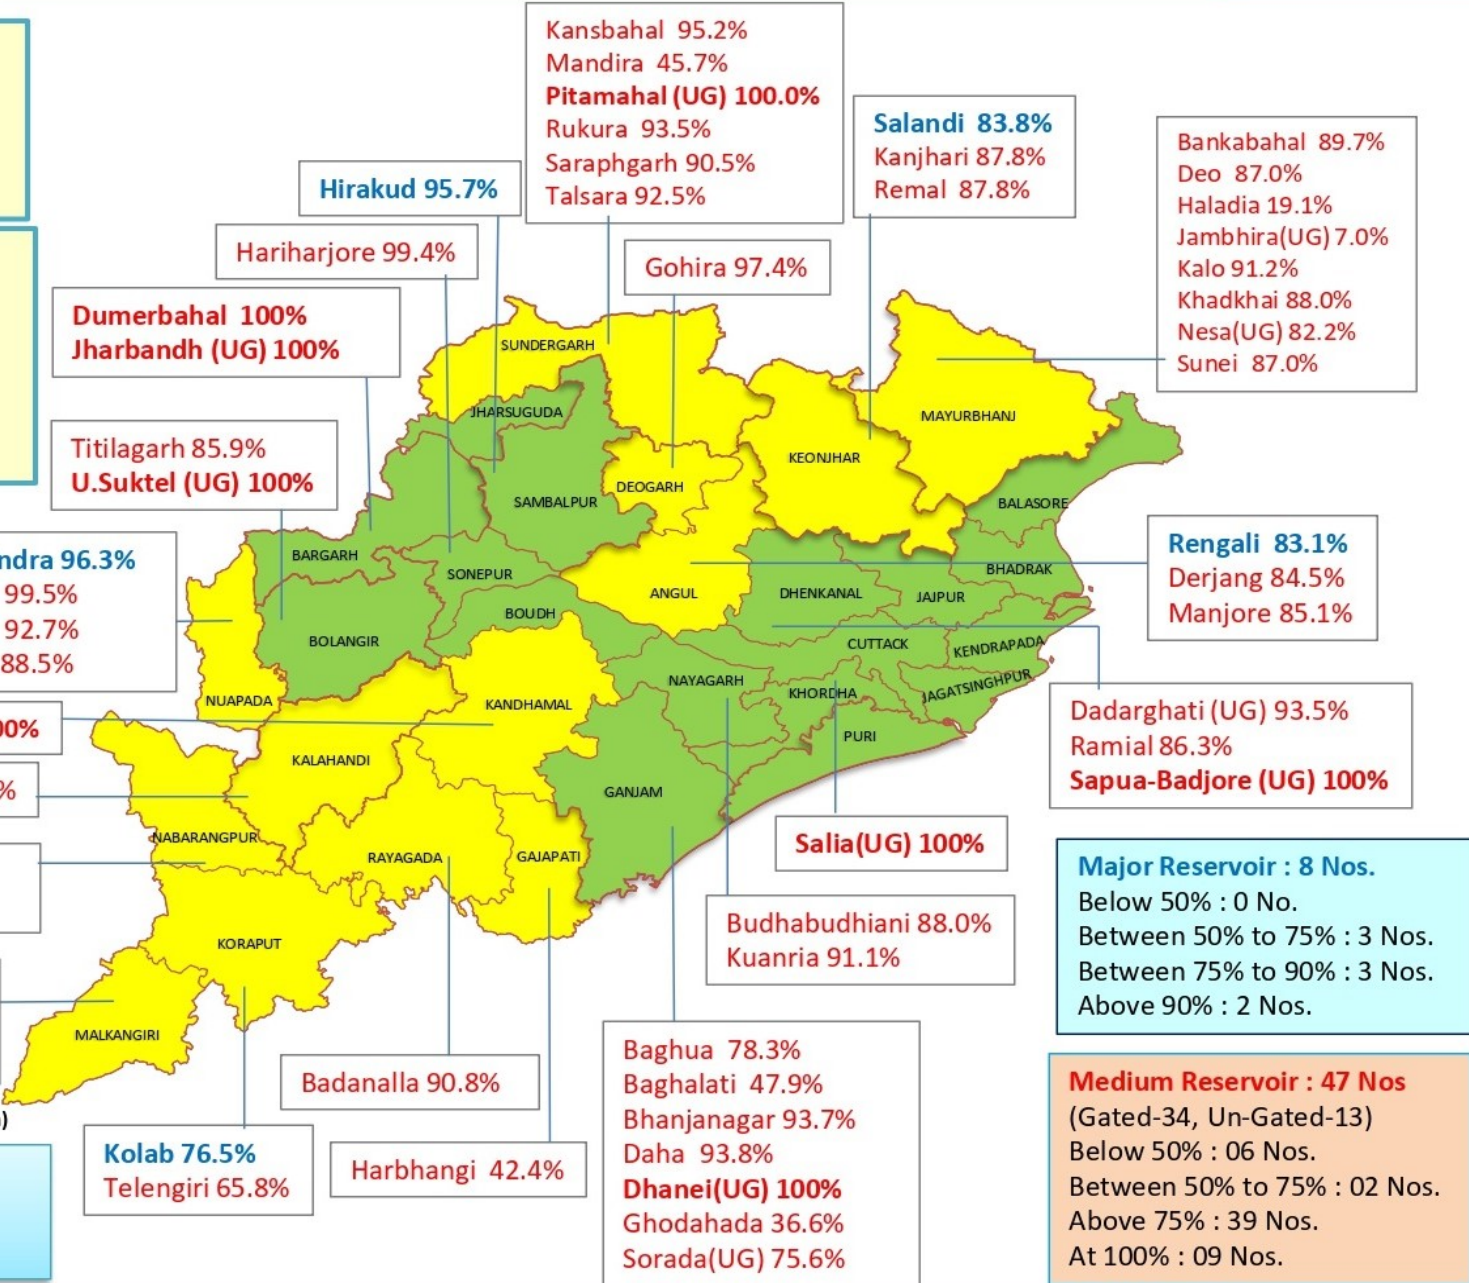 Kansbahal 95.2%
Mandira 45.7%
Pitamahal (UG) 100.0%
Rukura 93.5%
Saraphgarh 90.5%
Talsara 92.5%
Salandi 83.8%
Kanjhari 87.8%
Remal 87.8%
Bankabahal 89.7%
Deo 87.0%
Haladia 19.1%
Jambhira(UG) 7.0%
Kalo 91.2%
Khadkhai 88.0%
Nesa(UG) 82.2%
Sunei 87.0%
Hirakud 95.7%
Hariharjore 99.4%
Gohira 97.4%
Dumerbahal 100%
Jharbandh (UG) 100%
Titilagarh 85.9%
U.Suktel (UG) 100%
ndra 96.3%
99.5%
92.7%
88.5%
00%
%
SUNDERGARH
JHARSUGUDA
SAMBALPUR
DEOGARH
KEONJHAR
MAYURBHANJ
BALASORE
BARGARH
SONEPUR
BOUDH
BOLANGIR
ANGUL
DHENKANAL
JAJPUR
BHADRAK
CUTTACK
KENDRAPADA
JAGATSINGHPUR
NAYAGARH
KHORDHA
PURI
NUAPADA
KANDHAMAL
KALAHANDI
GANJAM
NABARANGPUR
RAYAGADA
GAJAPATI
KORAPUT
MALKANGIRI
Rengali 83.1%
Derjang 84.5%
Manjore 85.1%
Dadarghati (UG) 93.5%
Ramial 86.3%
Sapua-Badjore (UG) 100%
Salia(UG) 100%
Budhabudhiani 88.0%
Kuanria 91.1%
Badanalla 90.8%
Kolab 76.5%
Telengiri 65.8%
Harbhangi 42.4%
Baghua 78.3%
Baghalati 47.9%
Bhanjanagar 93.7%
Daha 93.8%
Dhanei(UG) 100%
Ghodahada 36.6%
Sorada(UG) 75.6%
Major Reservoir : 8 Nos.
Below 50% : 0 No.
Between 50% to 75% : 3 Nos.
Between 75% to 90% : 3 Nos.
Above 90% : 2 Nos.
Medium Reservoir : 47 Nos
(Gated-34, Un-Gated-13)
Below 50% : 06 Nos.
Between 50% to 75% : 02 Nos.
Above 75% : 39 Nos.
At 100% : 09 Nos.